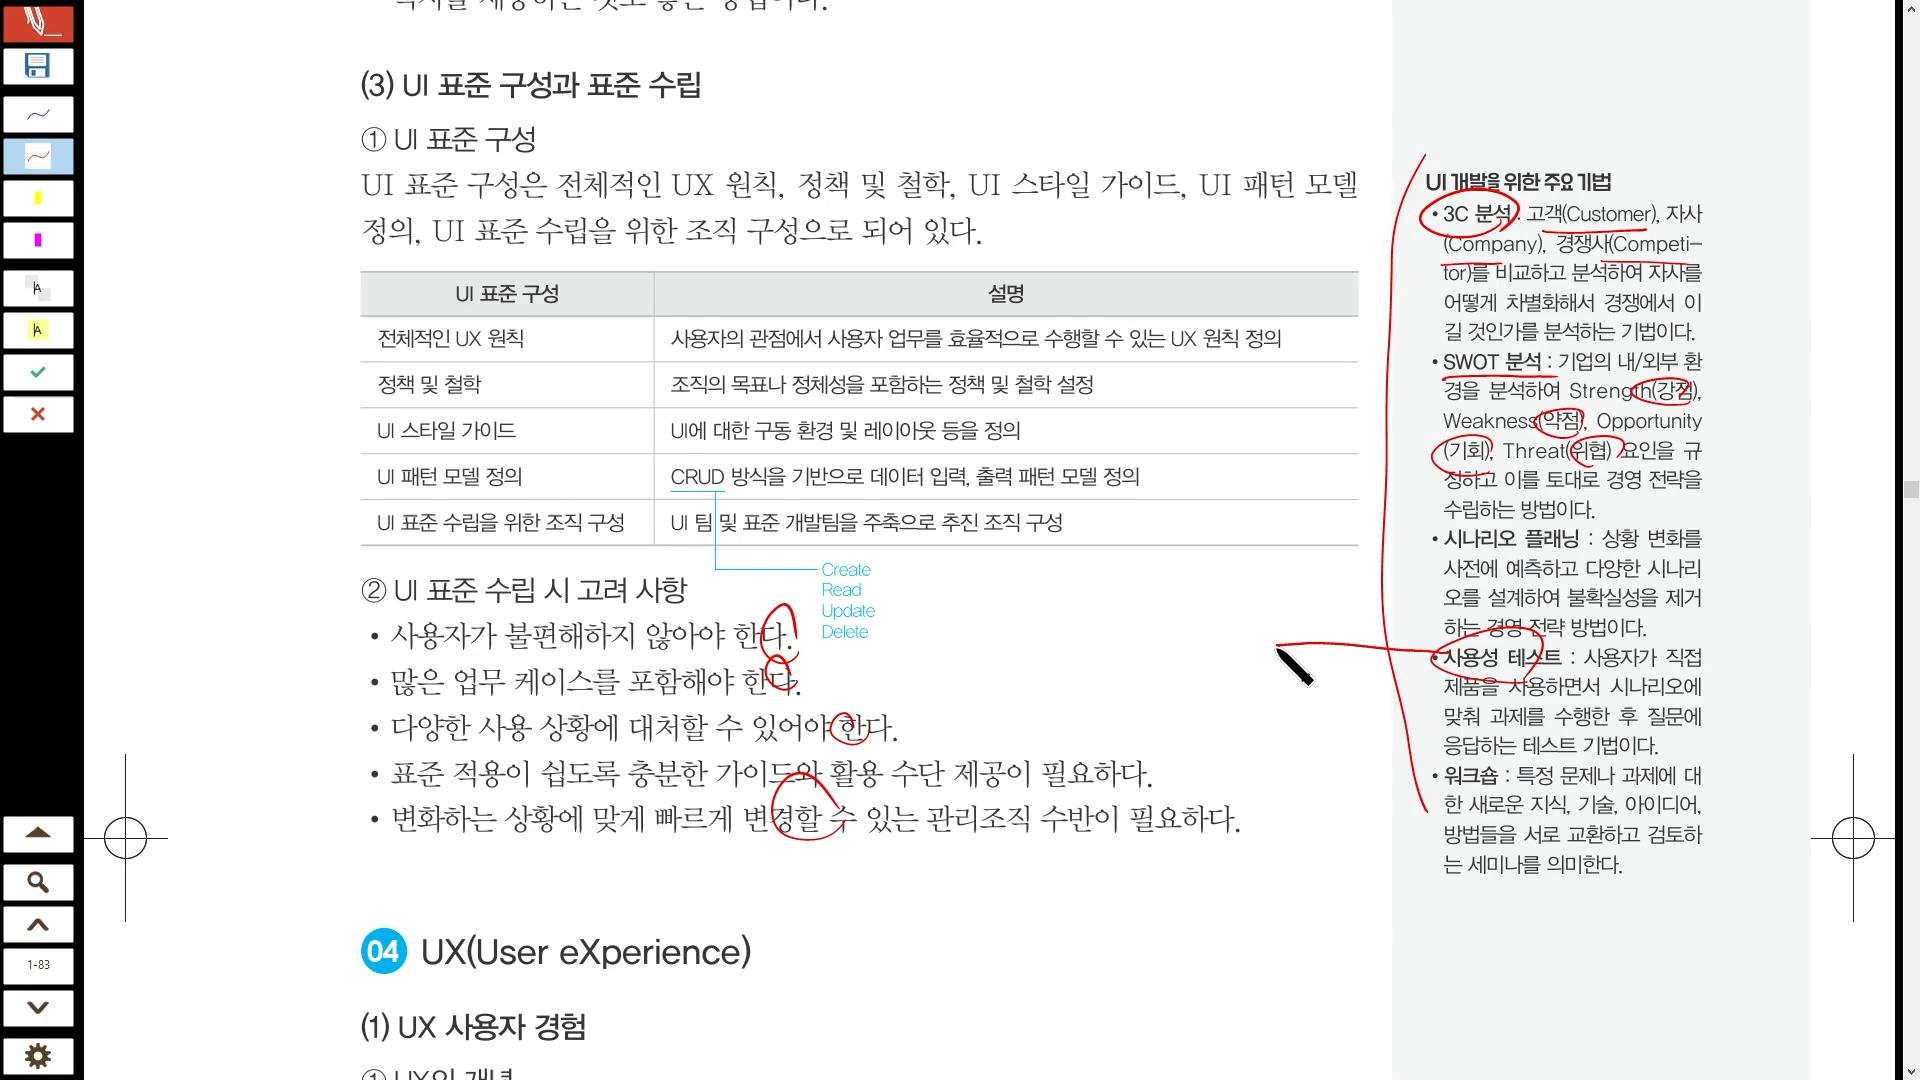 (3) UI 표준 구성과 표준 수립
① UI 표준 구성
UI 표준 구성은 전체적인 UX 원칙, 정책 및 철학, UI 스타일 가이드, UI 패턴 모델
정의, UI 표준 수립을 위한 조직 구성으로 되어 있다.
UI 표준 구성 설명
전체적인 UX 원칙 사용자의 관점에서 사용자 업무를 효율적으로 수행할 수 있는 UX 원칙 정의
정책 및 철학 조직의 목표나 정체성을 포함하는 정책 및 철학 설정
UI 스타일 가이드 UI에 대한 구동 환경 및 레이아웃 등을 정의
UI 패턴 모델 정의 CRUD 방식을 기반으로 데이터 입력, 출력 패턴 모델 정의
UI 표준 수립을 위한 조직 구성 UI 팀 및 표준 개발팀을 주축으로 추진 조직 구성
Create
Read
Update
Delete
② UI 표준 수립 시 고려 사항
• 사용자가 불편해하지 않아야 한다.
• 많은 업무 케이스를 포함해야 한다.
• 다양한 사용 상황에 대처할 수 있어야 한다.
• 표준 적용이 쉽도록 충분한 가이드와 활용 수단 제공이 필요하다.
• 변화하는 상황에 맞게 빠르게 변경할 수 있는 관리조직 수반이 필요하다.
04 UX(User eXperience)
(1) UX 사용자 경험
UI 개발을 위한 주요 기법
• 3C 분석 : 고객(Customer), 자사
(Company), 경쟁사(Competi-
tor)를 비교하고 분석하여 자사를
어떻게 차별화해서 경쟁에서 이
길 것인가를 분석하는 기법이다.
• SWOT 분석 : 기업의 내/외부 환
경을 분석하여 Strength(강점),
Weakness(약점), Opportunity
(기회), Threat(위협) 요인을 규
정하고 이를 토대로 경영 전략을
수립하는 방법이다.
• 시나리오 플래닝 : 상황 변화를
사전에 예측하고 다양한 시나리
오를 설계하여 불확실성을 제거
하는 경영 전략 방법이다.
• 사용성 테스트 : 사용자가 직접
제품을 사용하면서 시나리오에
맞춰 과제를 수행한 후 질문에
응답하는 테스트 기법이다.
• 워크숍 : 특정 문제나 과제에 대
한 새로운 지식, 기술, 아이디어,
방법들을 서로 교환하고 검토하
는 세미나를 의미한다.
A
A
1-83